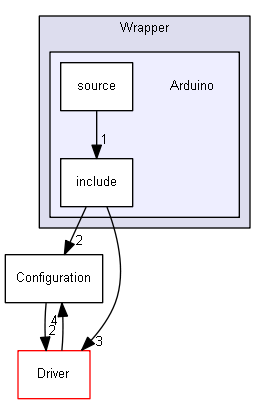 Wrapper
source
Arduino
1
include
2
Configuration
4
2
3
Driver